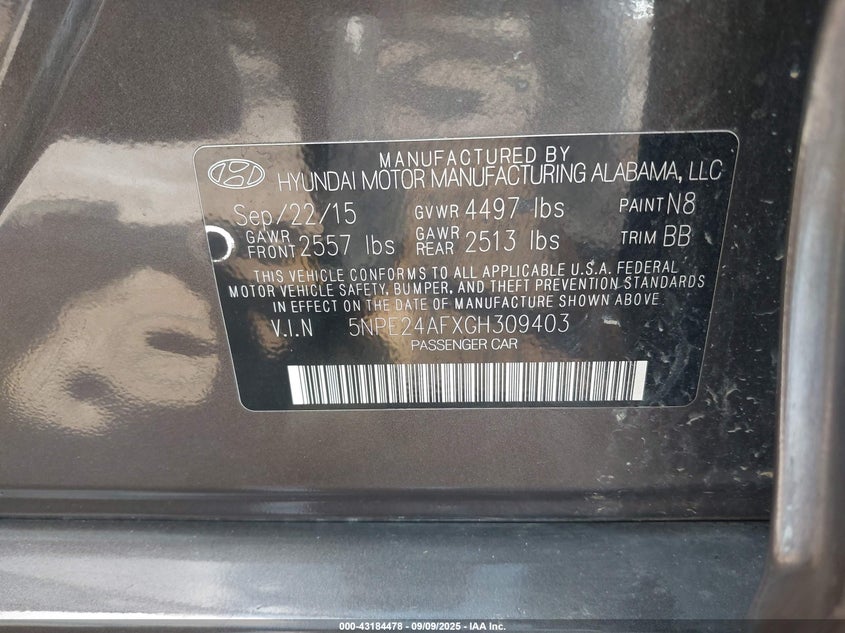 MANUFACTURED BY
HYUNDAI MOTOR MANUFACTURING ALABAMA, LLC
Sep/22/15 GVWR 4497 lbs PAINT N8
GAWR FRONT 2557 lbs GAWR REAR 2513 lbs TRIM BB
THIS VEHICLE CONFORMS TO ALL APPLICABLE U.S.A. FEDERAL
MOTOR VEHICLE SAFETY, BUMPER, AND THEFT PREVENTION STANDARDS
IN EFFECT ON THE DATE OF MANUFACTURE SHOWN ABOVE.
V.I.N 5NPE24AFXGH309403
PASSENGER CAR
000-43184478 - 09/09/2025 - IAA Inc.